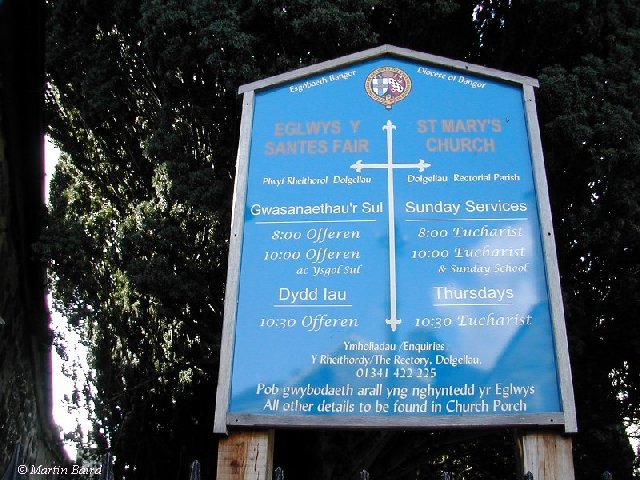 Esgobaeth Bangor
Diocese of Bangor
EGLWYS Y
SANTES FAIR
Plwyf Rheithorol Dolgellau
Gwasanaethau'r Sul
8:00 Offeren
10:00 Offeren
ac Ysgol Sul
Dydd Iau
10:30 Offeren
ST MARY'S
CHURCH
Dolgellau Rectorial Parish
Sunday Services
8:00 Eucharist
10:00 Eucharist
& Sunday School
Thursdays
10:30 Eucharist
Ymholiadau/Enquiries:
Y Rheithordy/The Rectory, Dolgellau.
01341 422 225
Pob gwybodaeth arall yng nghyntedd yr Eglwys
All other details to be found in Church Porch
© Martin Baird